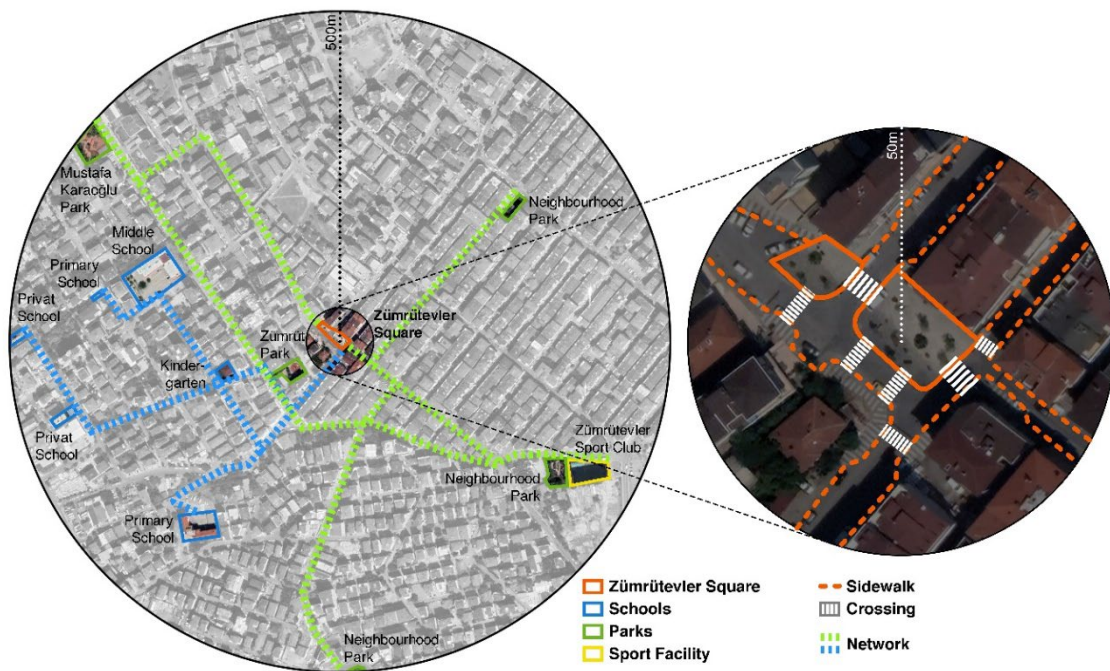 500m
Mustafa
Karaoğlu
Park
Neighbourhood
Park
Middle
School
Primary
School
Privat
School
Zümrütevler
Square
Zümrüt
Park
Kinder-
garten
Privat
School
Zümrütevler
Sport Club
Neighbourhood
Park
Primary
School
Neighbourhood
Park
50m
Zümrütevler Square
Schools
Parks
Sport Facility
Sidewalk
Crossing
Network